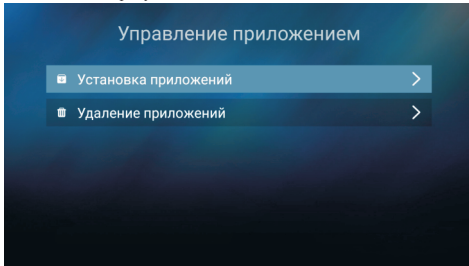 Управление приложением
Установка приложений
Удаление приложений